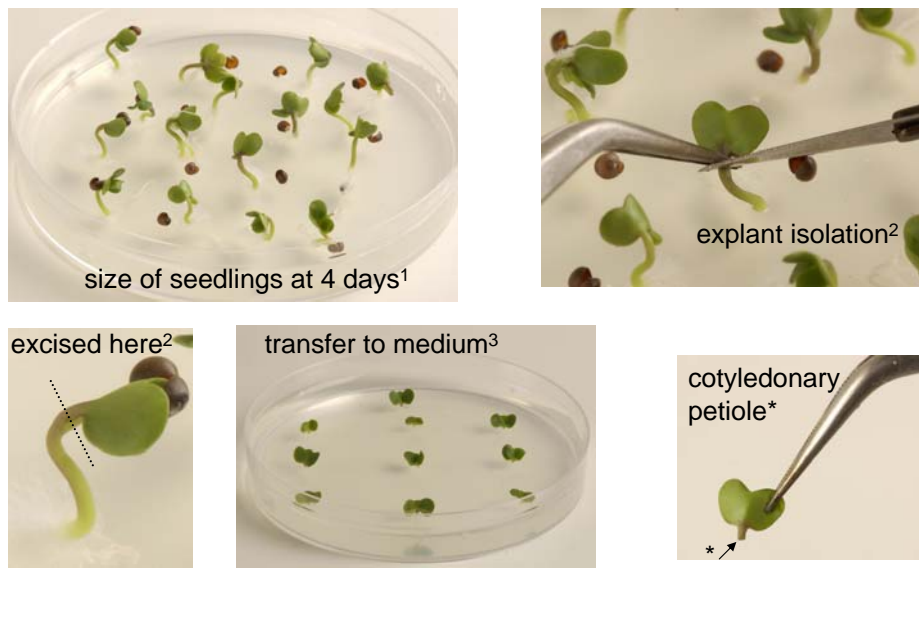 size of seedlings at 4 days¹
explant isolation²
excised here²
transfer to medium³
cotyledonary
petiole*
*